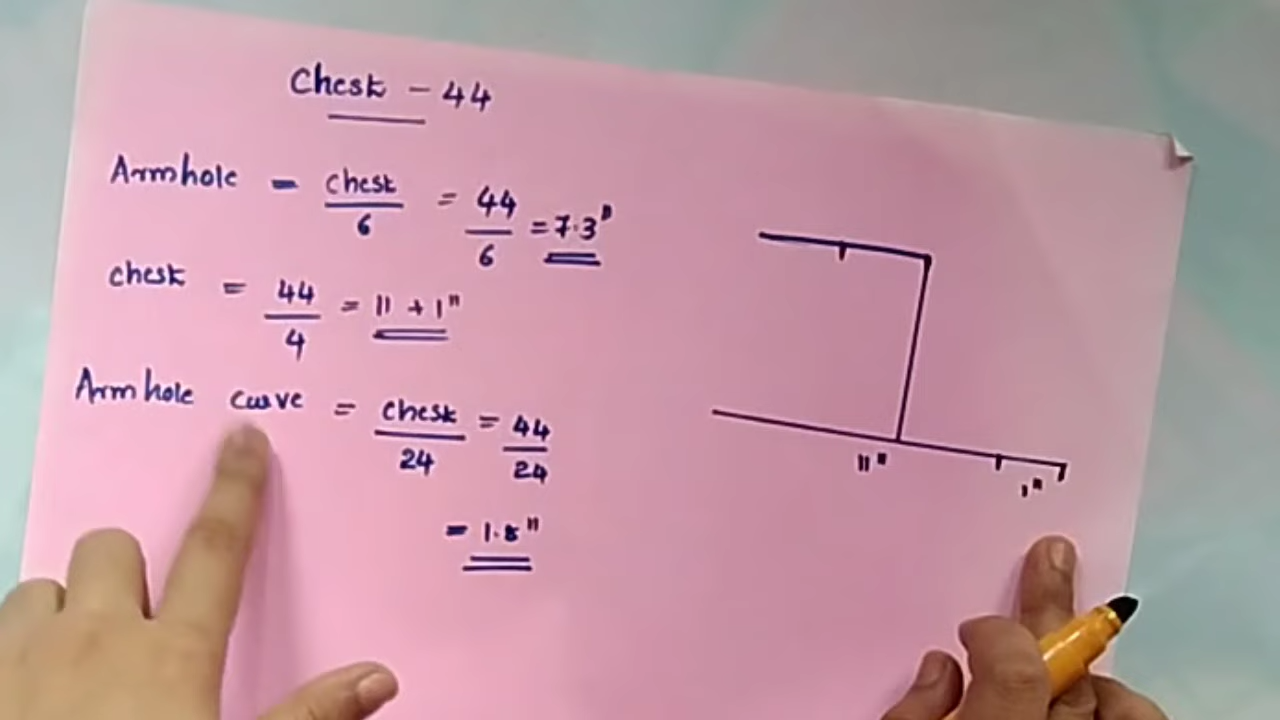 Chest - 44
Armhole - chest/6 = 44/6 = 7.3"
chest = 44/4 = 11 + 1"
Armhole curve = chest/24 = 44/24
= 1.8"
11"
1"